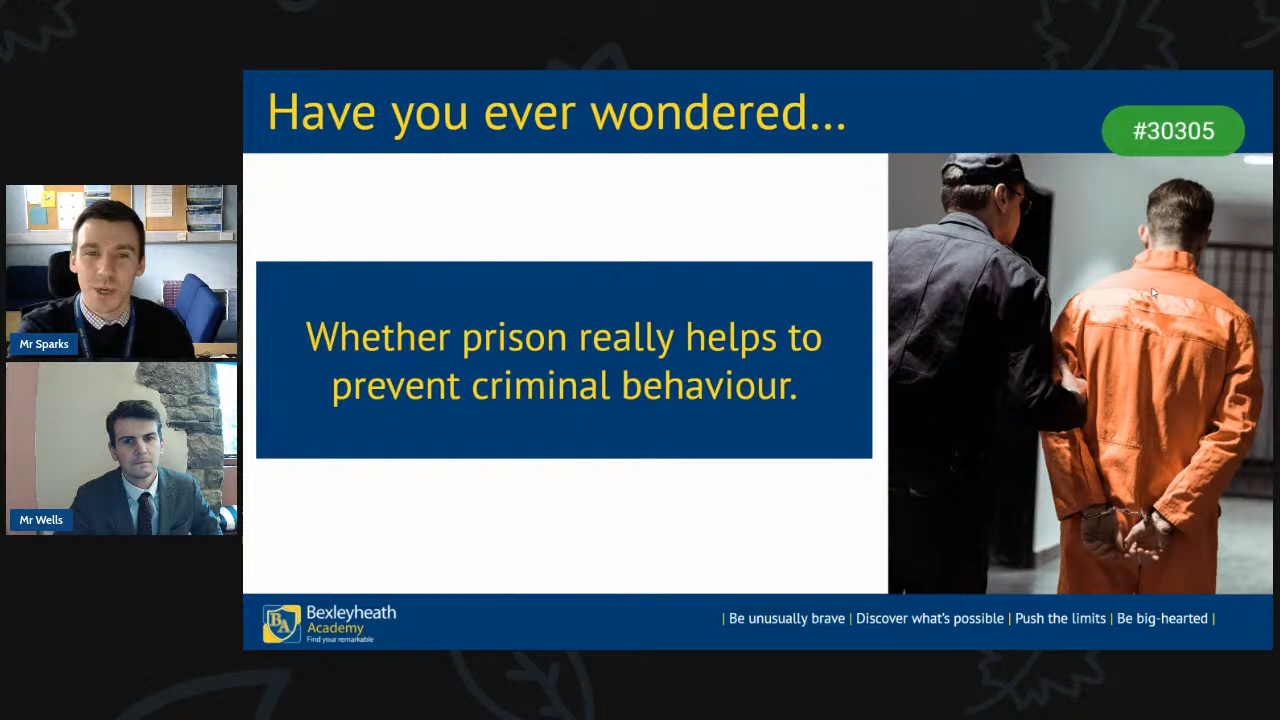 Have you ever wondered...
#30305
Mr Sparks
Whether prison really helps to
prevent criminal behaviour.
Mr Wells
BA
Bexleyheath
Academy
Find your remarkable
| Be unusually brave | Discover what's possible | Push the limits | Be big-hearted |